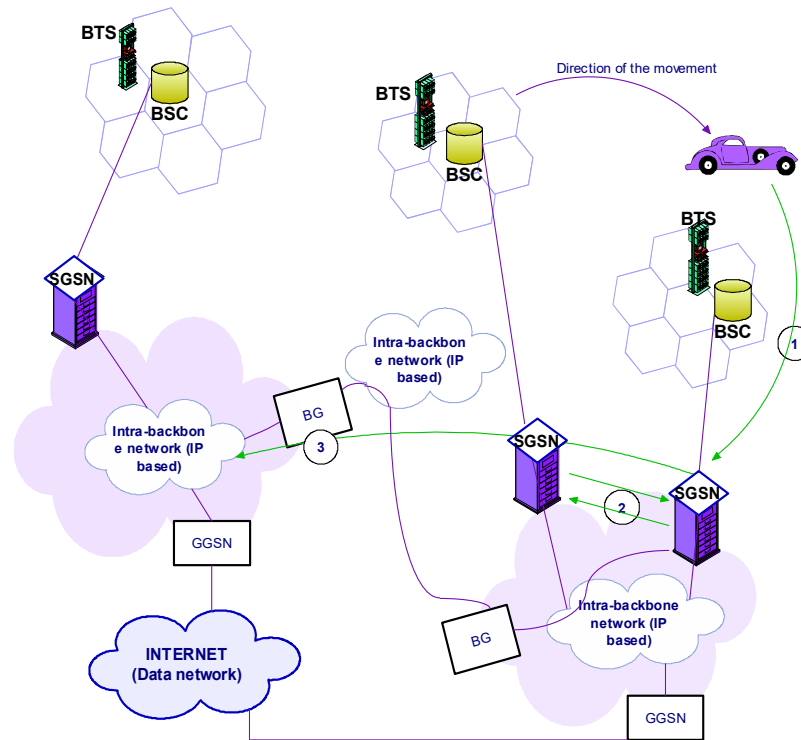 BTS
BSC
Direction of the movement
BTS
BSC
BTS
BSC
SGSN
1
Intra-backbon
e network (IP
based)
BG
Intra-backbon
e network (IP
based)
3
SGSN
SGSN
2
GGSN
Intra-backbone
network (IP
based)
BG
INTERNET
(Data network)
GGSN